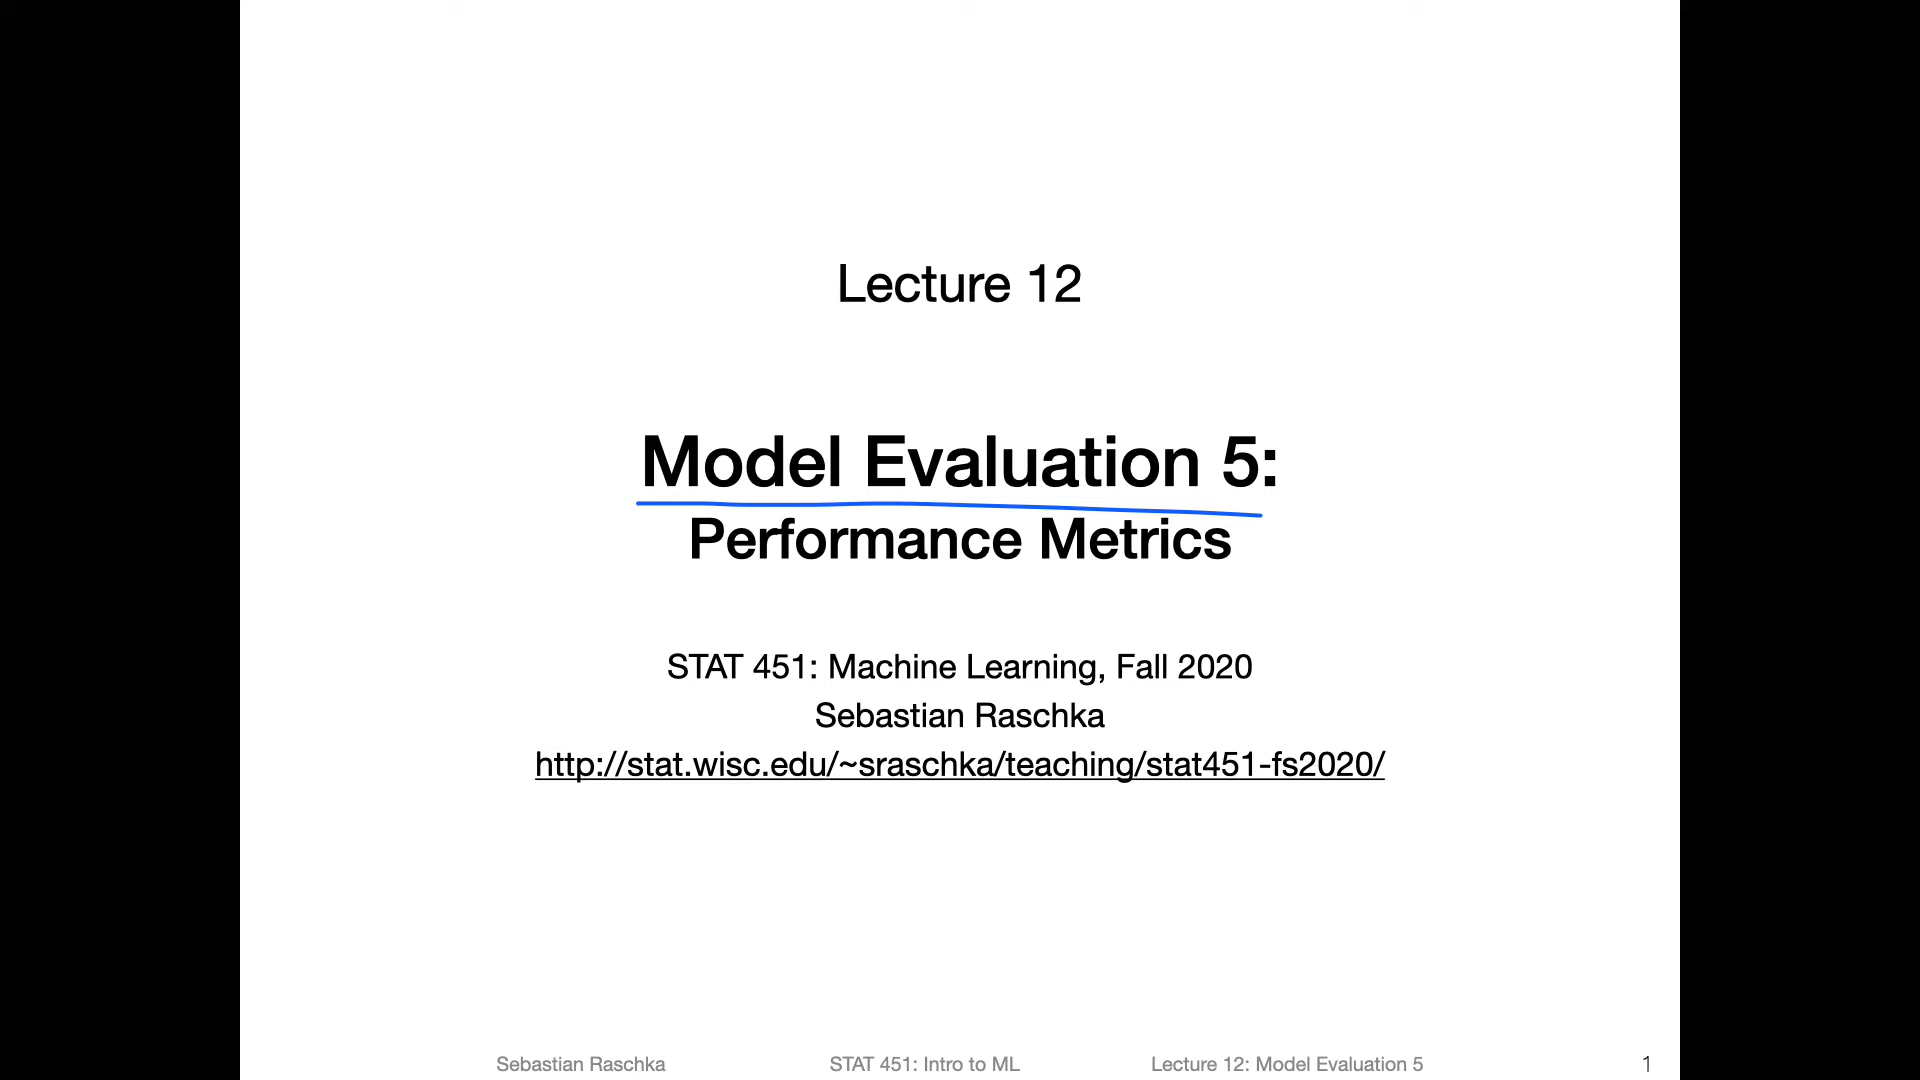 Lecture 12
Model Evaluation 5:
Performance Metrics
STAT 451: Machine Learning, Fall 2020
Sebastian Raschka
http://stat.wisc.edu/~sraschka/teaching/stat451-fs2020/
Sebastian Raschka STAT 451: Intro to ML Lecture 12: Model Evaluation 5 1